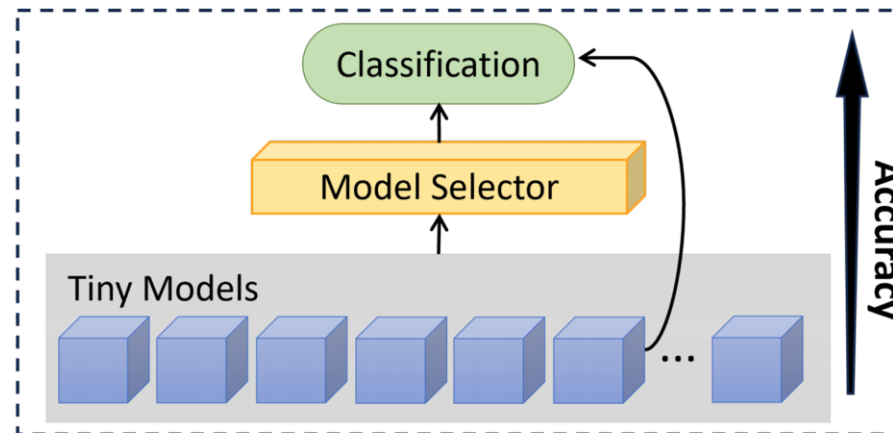 Classification
Model Selector
Tiny Models
...
Accuracy